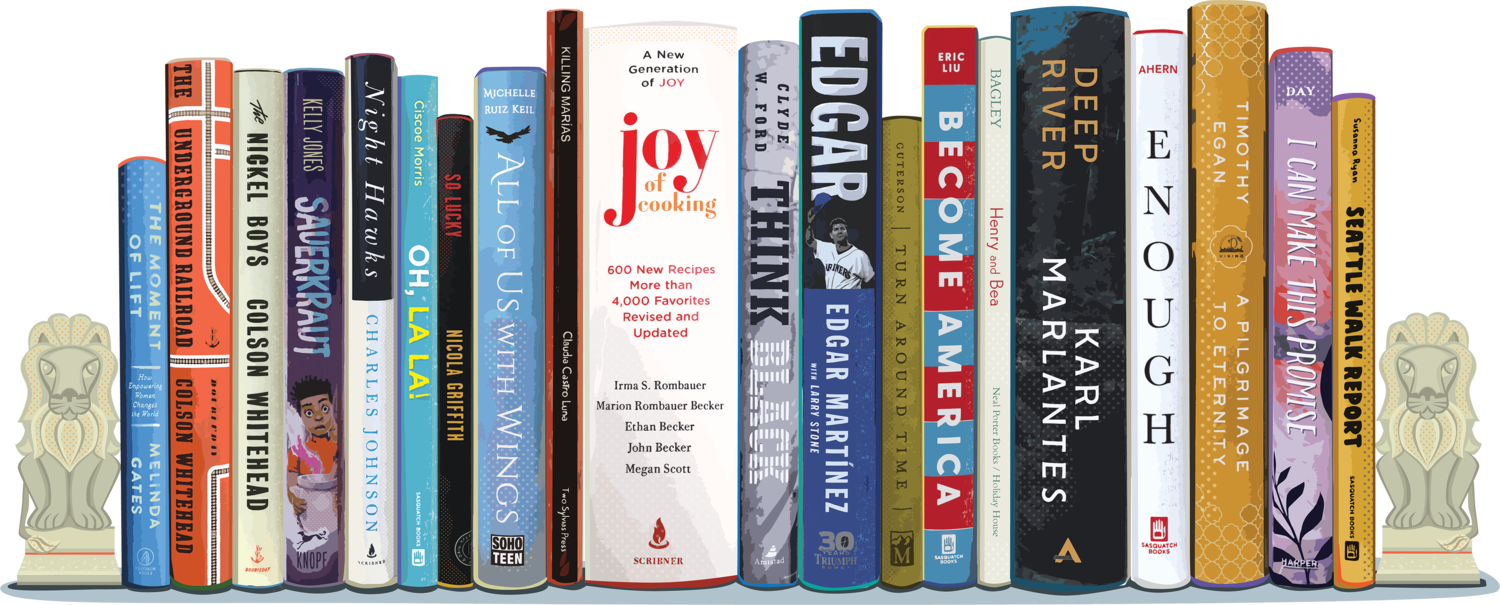 THE MOMENT
OF LIFT
How
Empowering
Women
Changes
the World
MELINDA
GATES
THE UNDERGROUND RAILROAD
COLSON WHITEHEAD
DOUBLEDAY
The NICKEL BOYS
COLSON WHITEHEAD
DOUBLEDAY
KELLY JONES
SAUERKRAUT
KNOPF
Night Hawks
CHARLES JOHNSON
SCRIBNER
Ciscoe Morris
OH, LA LA!
SASQUATCH BOOKS
SO LUCKY
NICOLA GRIFFITH
MICHELLE
RUIZ KEIL
ALL OF US WITH WINGS
SOHO
TEEN
KILLING MARÍAS
Claudia Castro Luna
Two Sylvias Press
A New
Generation
of JOY
joy
of
cooking
600 New Recipes
More than
4,000 Favorites
Revised and
Updated
Irma S. Rombauer
Marion Rombauer Becker
Ethan Becker
John Becker
Megan Scott
SCRIBNER
CLYDE
W. FORD
THINK BLACK
Amistad
EDGAR
MARINERS
EDGAR MARTÍNEZ
WITH LARRY STONE
30
YEARS
TRIUMPH
BOOKS
GUTERSON | TURN AROUND TIME |
M
ERIC
LIU
BECOME AMERICA
SASQUATCH
BOOKS
BAGLEY
Henry and Bea
Neal Porter Books / Holiday House
DEEP
RIVER
KARL
MARLANTES
AHERN
ENOUGH
SASQUATCH
BOOKS
TIMOTHY
EGAN
VIKING
A PILGRIMAGE
TO ETERNITY
DAY
I CAN MAKE THIS PROMISE
HARPER
Susanna Ryan
SEATTLE WALK REPORT
SASQUATCH BOOKS